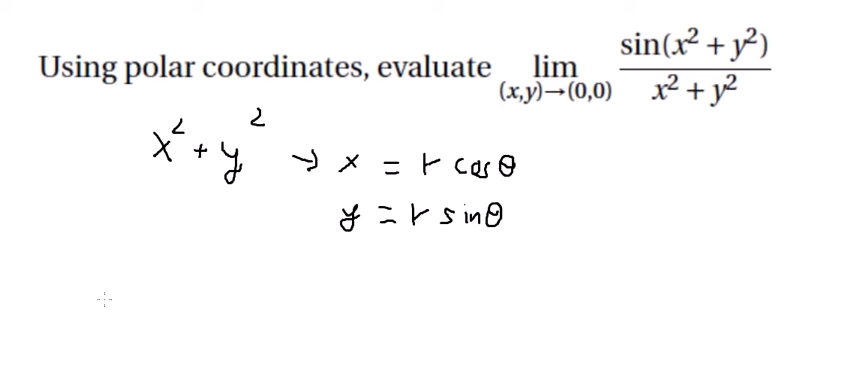 Using polar coordinates, evaluate lim (x,y)→(0,0) sin(x² + y²) / x² + y²
x² + y² → x = r cos θ
y = r sin θ